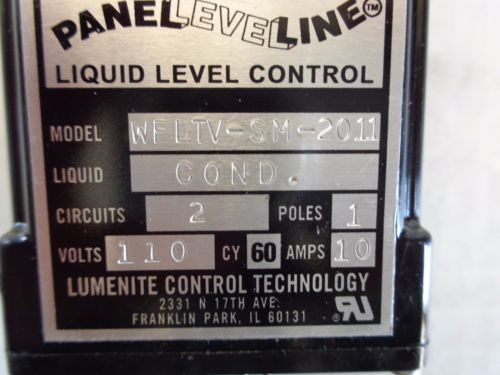 PANELEVELINE™
LIQUID LEVEL CONTROL
MODEL WFLTV-SM-2011
LIQUID COND.
CIRCUITS 2 POLES 1
VOLTS 110 CY 60 AMPS 10
LUMENITE CONTROL TECHNOLOGY
2331 N 17TH AVE.
FRANKLIN PARK, IL 60131 ®